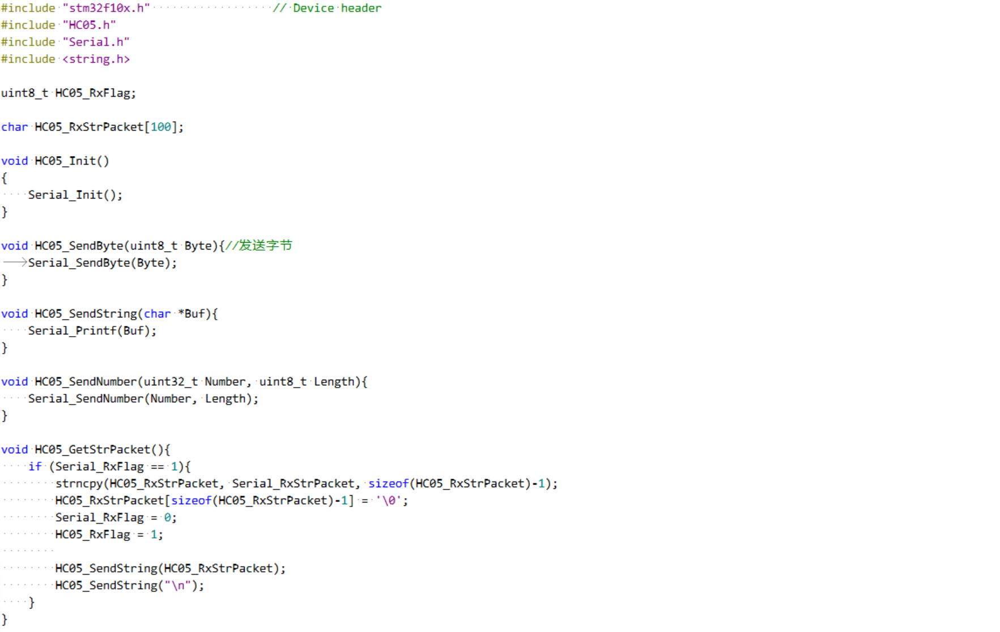 #include "stm32f10x.h"                  // Device header
#include "HC05.h"
#include "Serial.h"
#include <string.h>
uint8_t HC05_RxFlag;
char HC05_RxStrPacket[100];
void HC05_Init()
{
    Serial_Init();
}
void HC05_SendByte(uint8_t Byte){//发送字节
    Serial_SendByte(Byte);
}
void HC05_SendString(char *Buf){
    Serial_Printf(Buf);
}
void HC05_SendNumber(uint32_t Number, uint8_t Length){
    Serial_SendNumber(Number, Length);
}
void HC05_GetStrPacket(){
    if (Serial_RxFlag == 1){
        strncpy(HC05_RxStrPacket, Serial_RxStrPacket, sizeof(HC05_RxStrPacket)-1);
        HC05_RxStrPacket[sizeof(HC05_RxStrPacket)-1] = '\0';
        Serial_RxFlag = 0;
        HC05_RxFlag = 1;
        HC05_SendString(HC05_RxStrPacket);
        HC05_SendString("\n");
    }
}